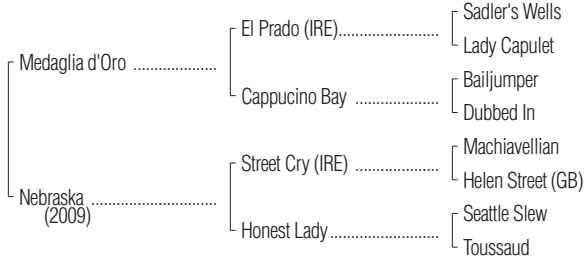 Sadler's Wells
El Prado (IRE)
Lady Capulet
Medaglia d'Oro
Bailjumper
Cappucino Bay
Dubbed In
Machiavellian
Street Cry (IRE)
Helen Street (GB)
Nebraska
(2009)
Seattle Slew
Honest Lady
Toussaud